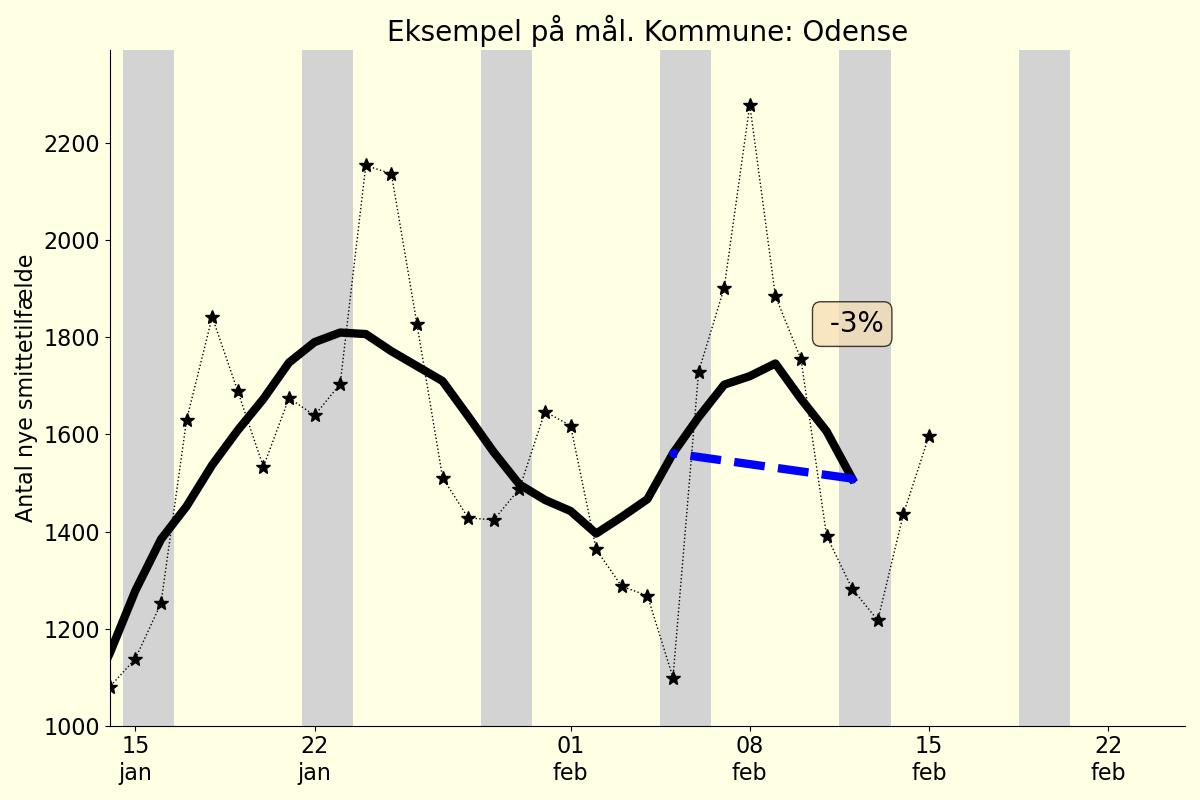 Eksempel på mål. Kommune: Odense
Antal nye smittetilfælde
2200
2000
1800
1600
1400
1200
1000
-3%
15 22 01 08 15 22
jan jan feb feb feb feb